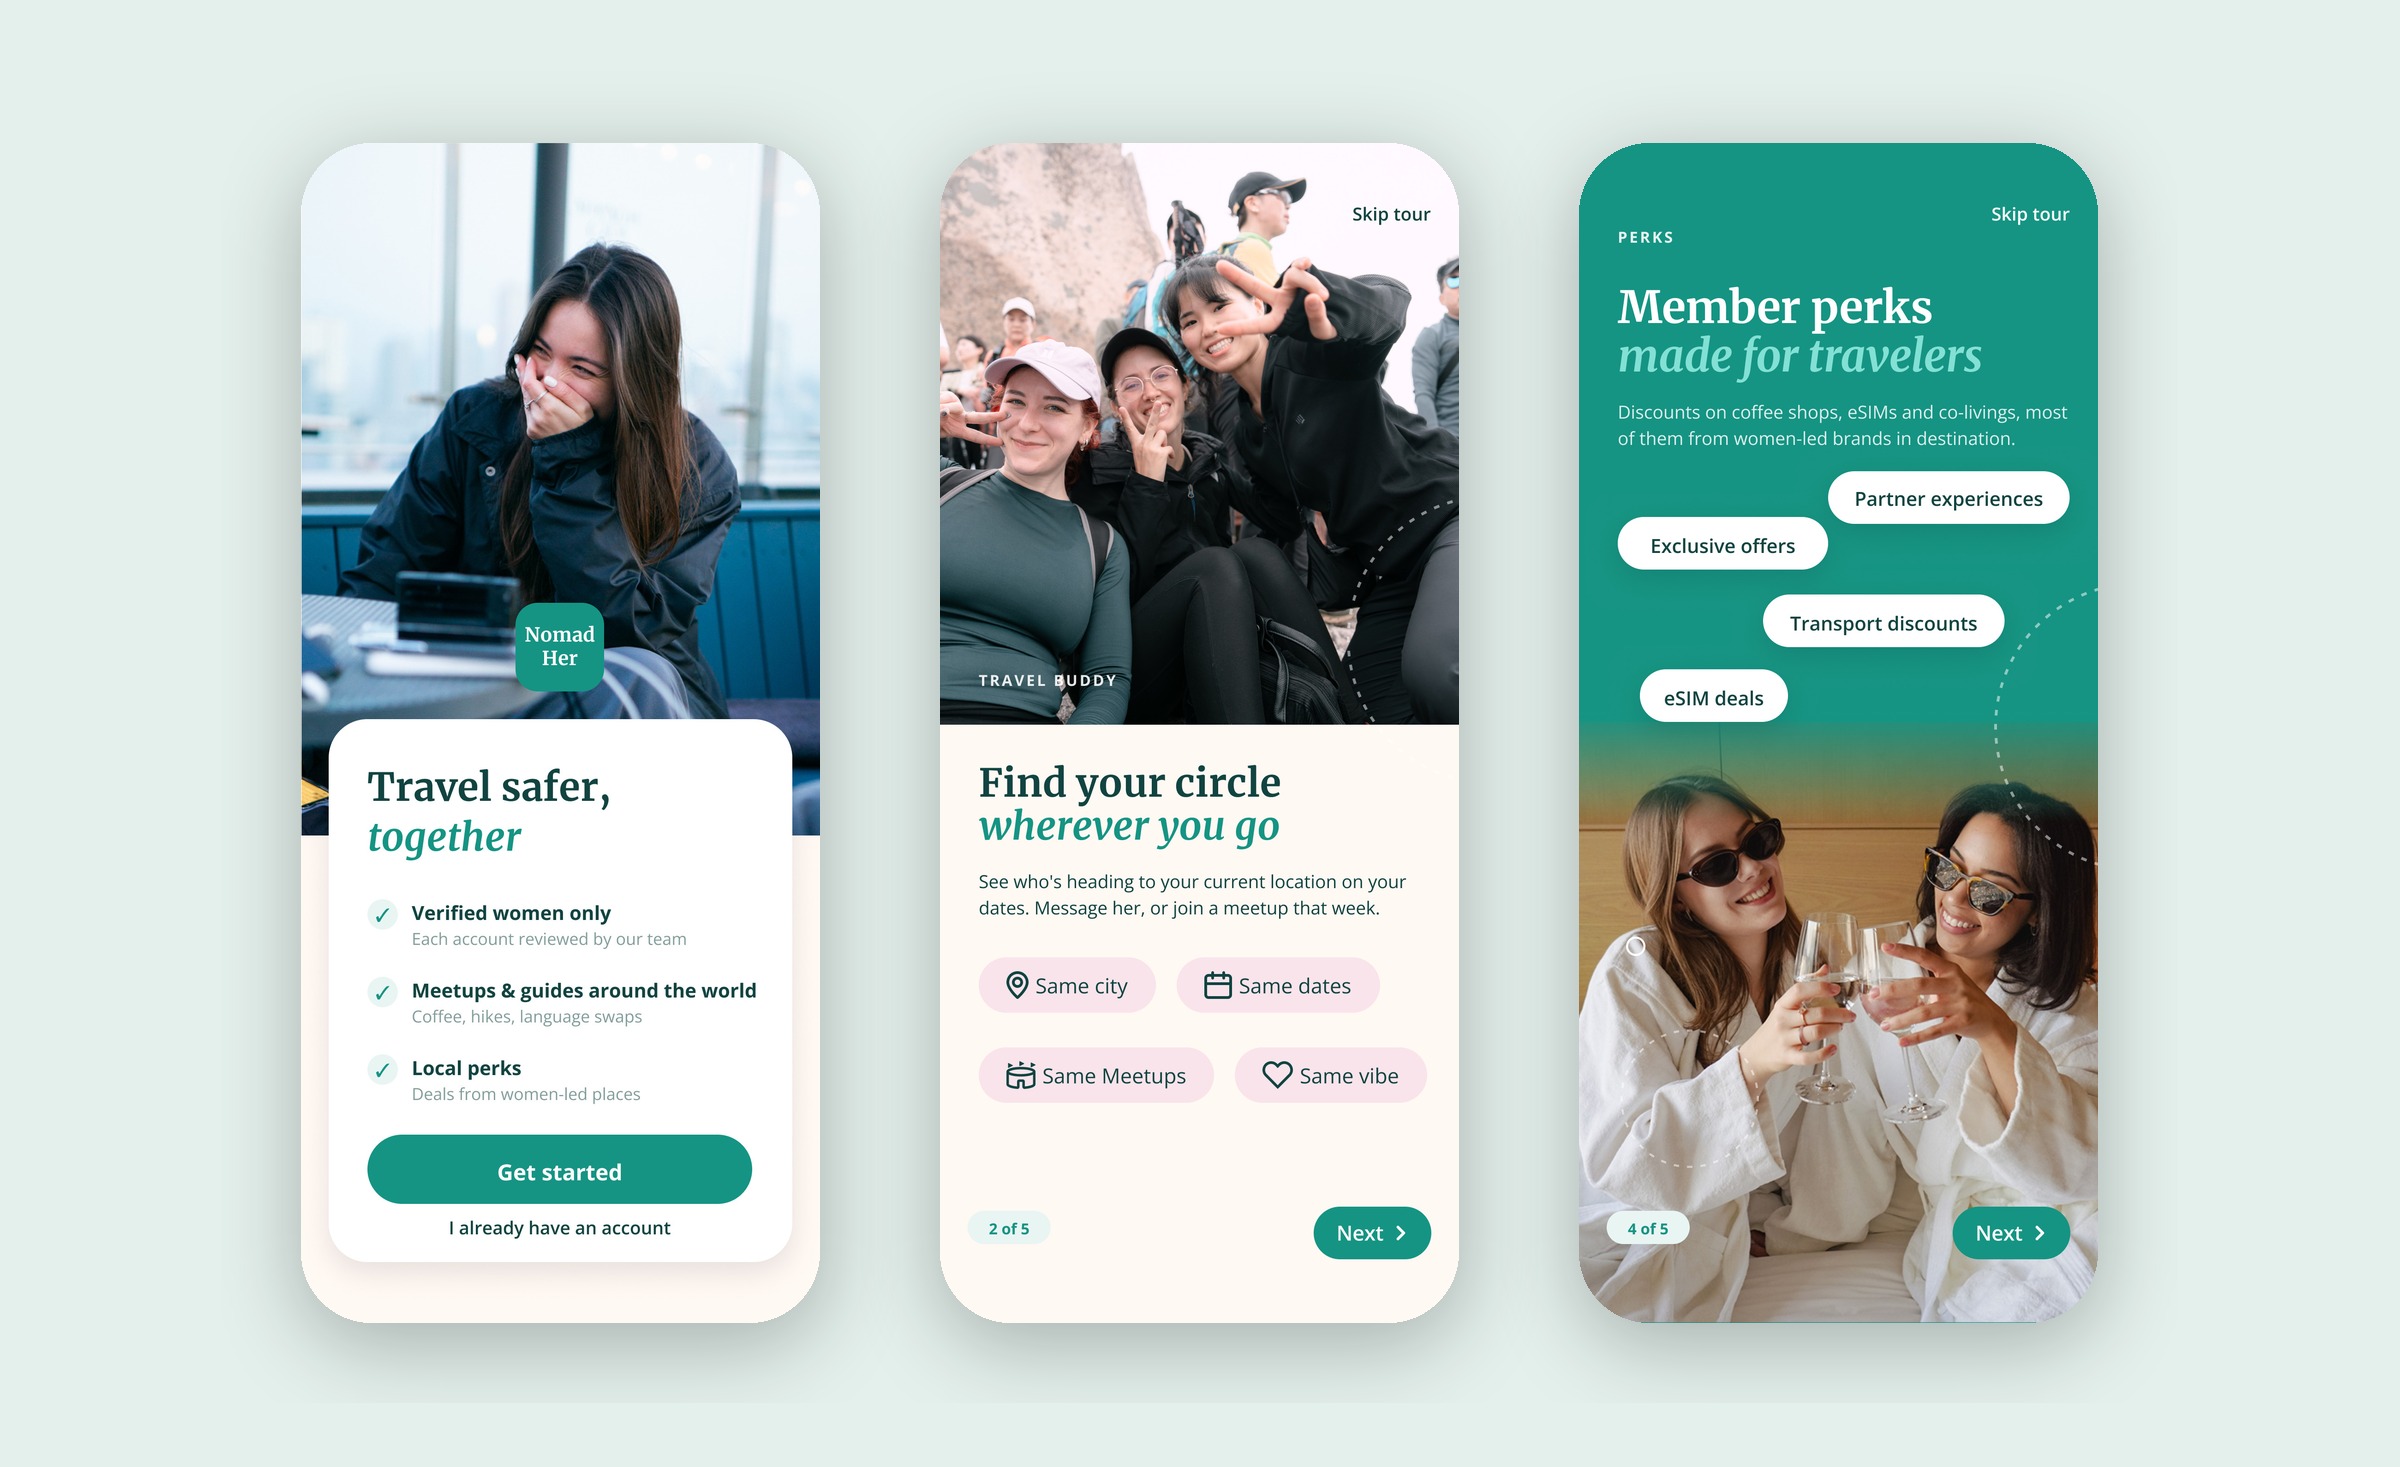 Nomad
Her
Travel safer,
together
✓ Verified women only
Each account reviewed by our team
✓ Meetups & guides around the world
Coffee, hikes, language swaps
✓ Local perks
Deals from women-led places
Get started
I already have an account
Skip tour
TRAVEL BUDDY
Find your circle
wherever you go
See who's heading to your current location on your
dates. Message her, or join a meetup that week.
Same city
Same dates
Same Meetups
Same vibe
2 of 5
Next
Skip tour
PERKS
Member perks
made for travelers
Discounts on coffee shops, eSIMs and co-livings, most
of them from women-led brands in destination.
Partner experiences
Exclusive offers
Transport discounts
eSIM deals
4 of 5
Next